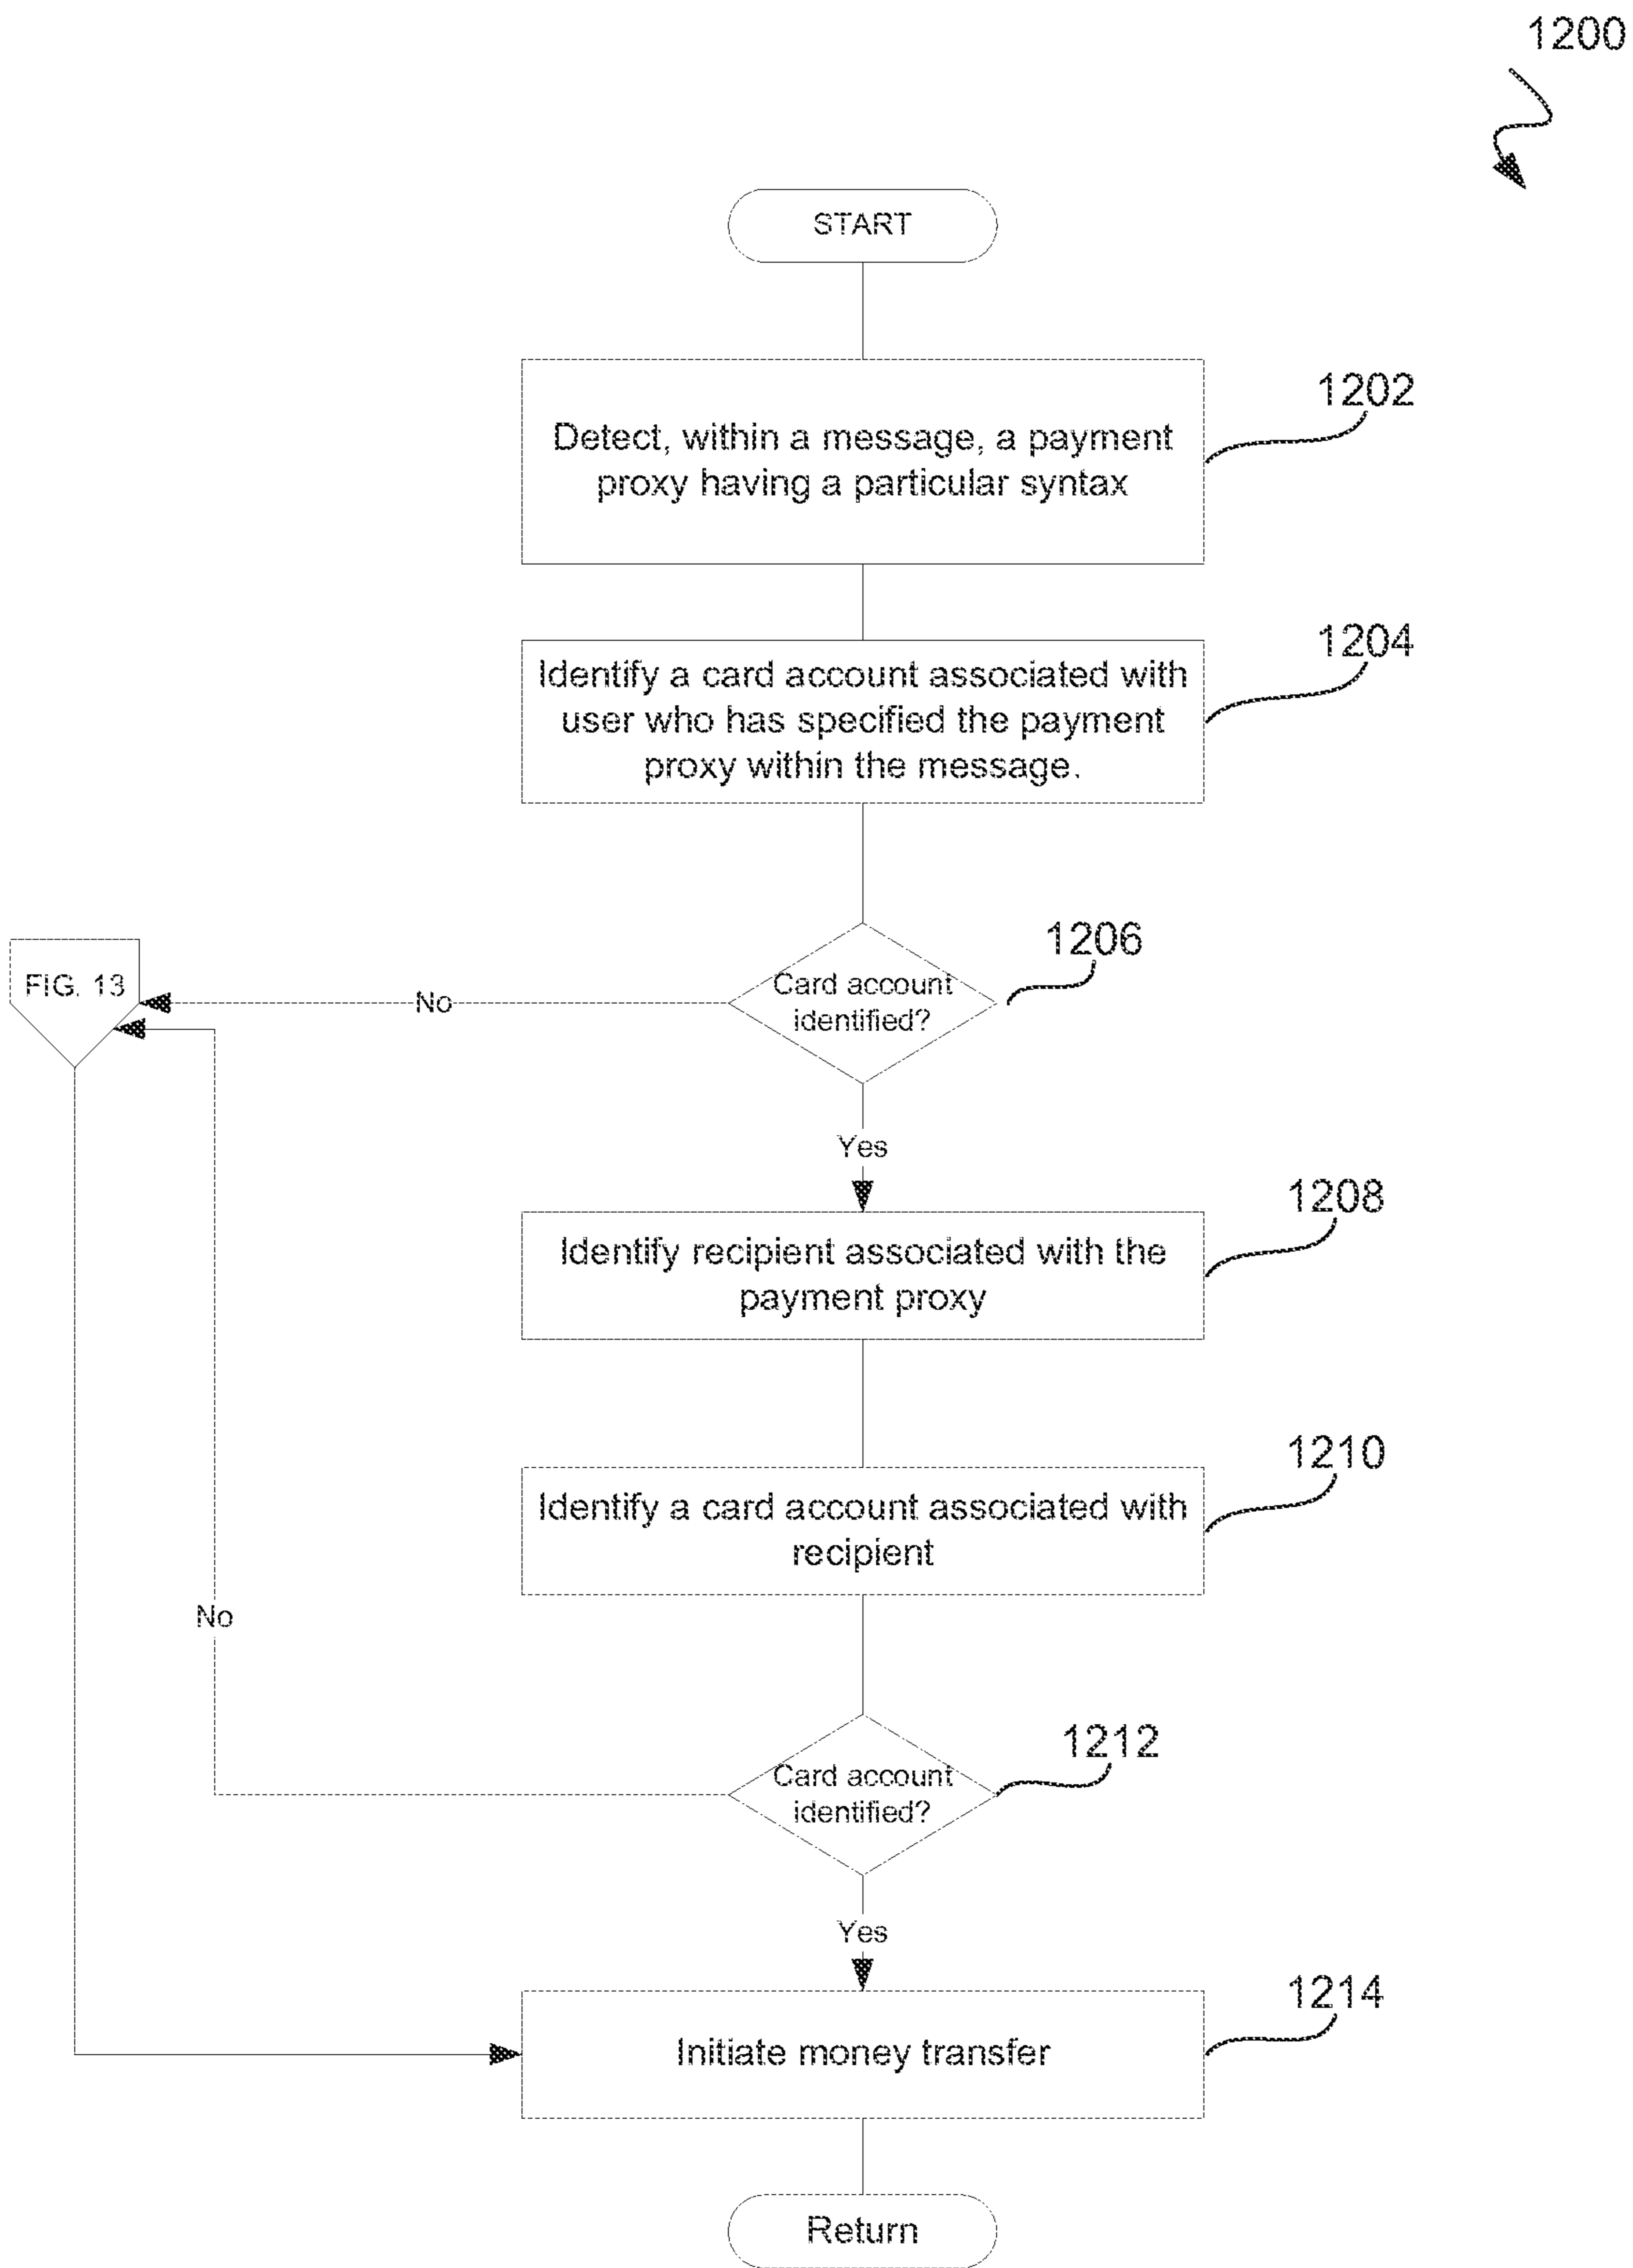 1200
START
1202
Detect, within a message, a payment
proxy having a particular syntax
1204
Identify a card account associated with
user who has specified the payment
proxy within the message.
1206
FIG. 13
No
Card account
identified?
Yes
1208
Identify recipient associated with the
payment proxy
1210
Identify a card account associated with
recipient
No
1212
Card account
identified?
Yes
1214
Initiate money transfer
Return